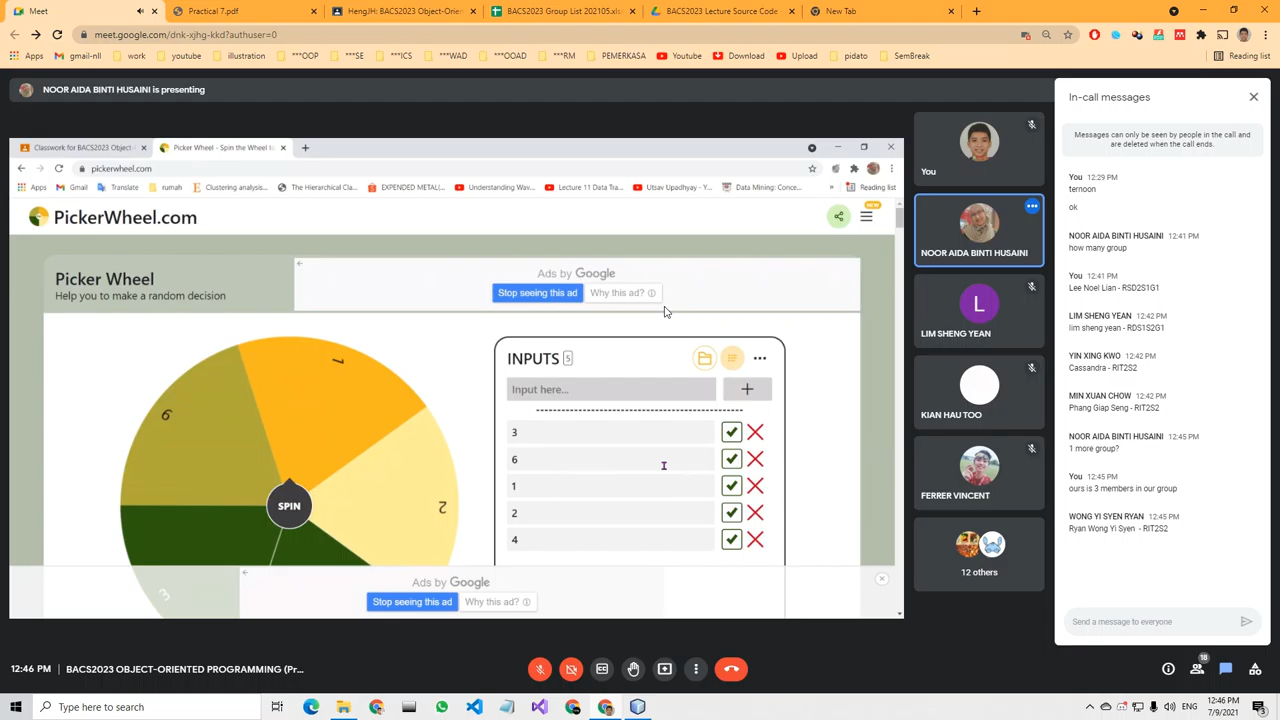 Meet
Practical 7.pdf
HengJH: BACS2023 Object-Orie
BACS2023 Group List 202105.xls
BACS2023 Lecture Source Code -
New Tab
meet.google.com/dnk-xjhg-kkd?authuser=0
Apps
gmail-nll
work
youtube
illustration
***OOP
***SE
***ICS
***WAD
***OOAD
***RM
PEMERKASA
Youtube
Download
Upload
pidato
SemBreak
Reading list
NOOR AIDA BINTI HUSAINI is presenting
Classwork for BACS2023 Object-
Picker Wheel - Spin the Wheel to
pickerwheel.com
Apps
Gmail
Translate
rumah
Clustering analysis...
The Hierarchical Cla...
EXPENDED METAL(...
Understanding Wav...
Lecture 11 Data Tra...
Utsav Upadhyay - Y...
Data Mining: Conce...
»
Reading list
PickerWheel.com
NEW
Picker Wheel
Help you to make a random decision
Ads by Google
Stop seeing this ad
Why this ad?
1
6
2
3
SPIN
INPUTS 5
Input here...
3
6
1
2
4
Ads by Google
Stop seeing this ad
Why this ad?
You
NOOR AIDA BINTI HUSAINI
L
LIM SHENG YEAN
KIAN HAU TOO
FERRER VINCENT
12 others
In-call messages
Messages can only be seen by people in the call and
are deleted when the call ends.
You 12:29 PM
ternoon
ok
NOOR AIDA BINTI HUSAINI 12:41 PM
how many group
You 12:41 PM
Lee Noel Lian - RSD2S1G1
LIM SHENG YEAN 12:42 PM
lim sheng yean - RDS1S2G1
YIN XING KWO 12:42 PM
Cassandra - RIT2S2
MIN XUAN CHOW 12:42 PM
Phang Giap Seng - RIT2S2
NOOR AIDA BINTI HUSAINI 12:45 PM
1 more group?
You 12:45 PM
ours is 3 members in our group
WONG YI SYEN RYAN 12:45 PM
Ryan Wong Yi Syen - RIT2S2
Send a message to everyone
12:46 PM
BACS2023 OBJECT-ORIENTED PROGRAMMING (Pr...
18
Type here to search
ENG
12:46 PM
7/9/2021
3